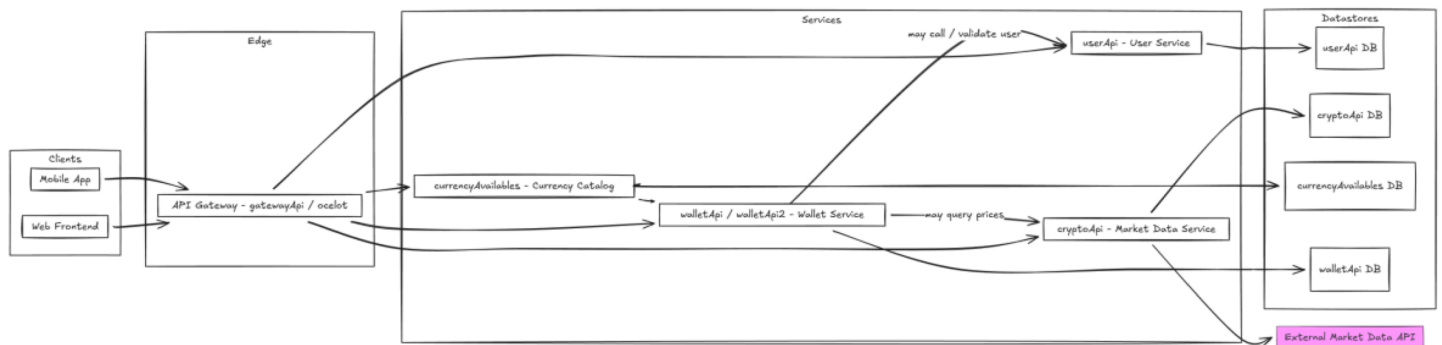 Services
Datastores
Edge
may call / validate user
userApi - User Service
userApi DB
cryptoApi DB
Clients
Mobile App
currencyAvailables - Currency Catalog
currencyAvailables DB
API Gateway - gatewayApi / ocelot
walletApi / walletApi2 - Wallet Service
may query prices
Web Frontend
cryptoApi - Market Data Service
walletApi DB
External Market Data API